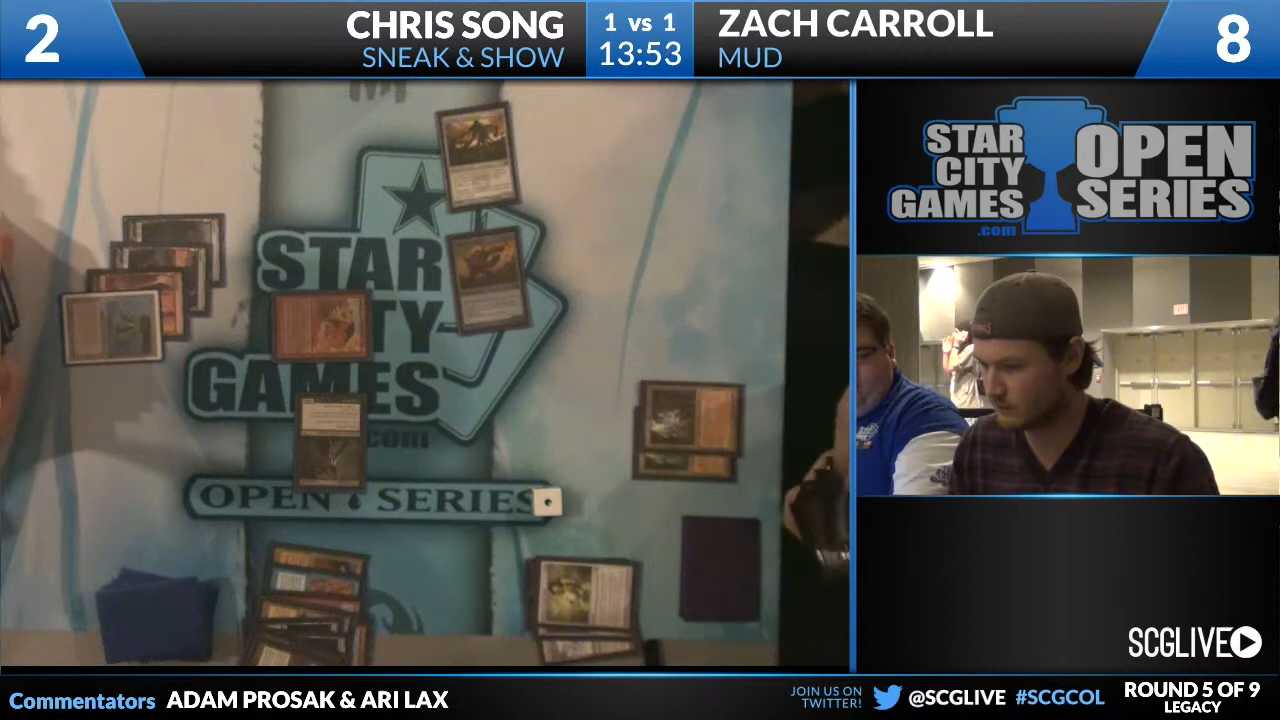 2
CHRIS SONG
SNEAK & SHOW
1 vs 1
13:53
ZACH CARROLL
MUD
8
STAR
CITY
GAMES
.com
OPEN
SERIES
STAR
CITY
GAMES
.com
OPEN SERIES
SCGLIVE
Commentators ADAM PROSAK & ARI LAX
JOIN US ON
TWITTER!
@SCGLIVE #SCGCOL
ROUND 5 OF 9
LEGACY